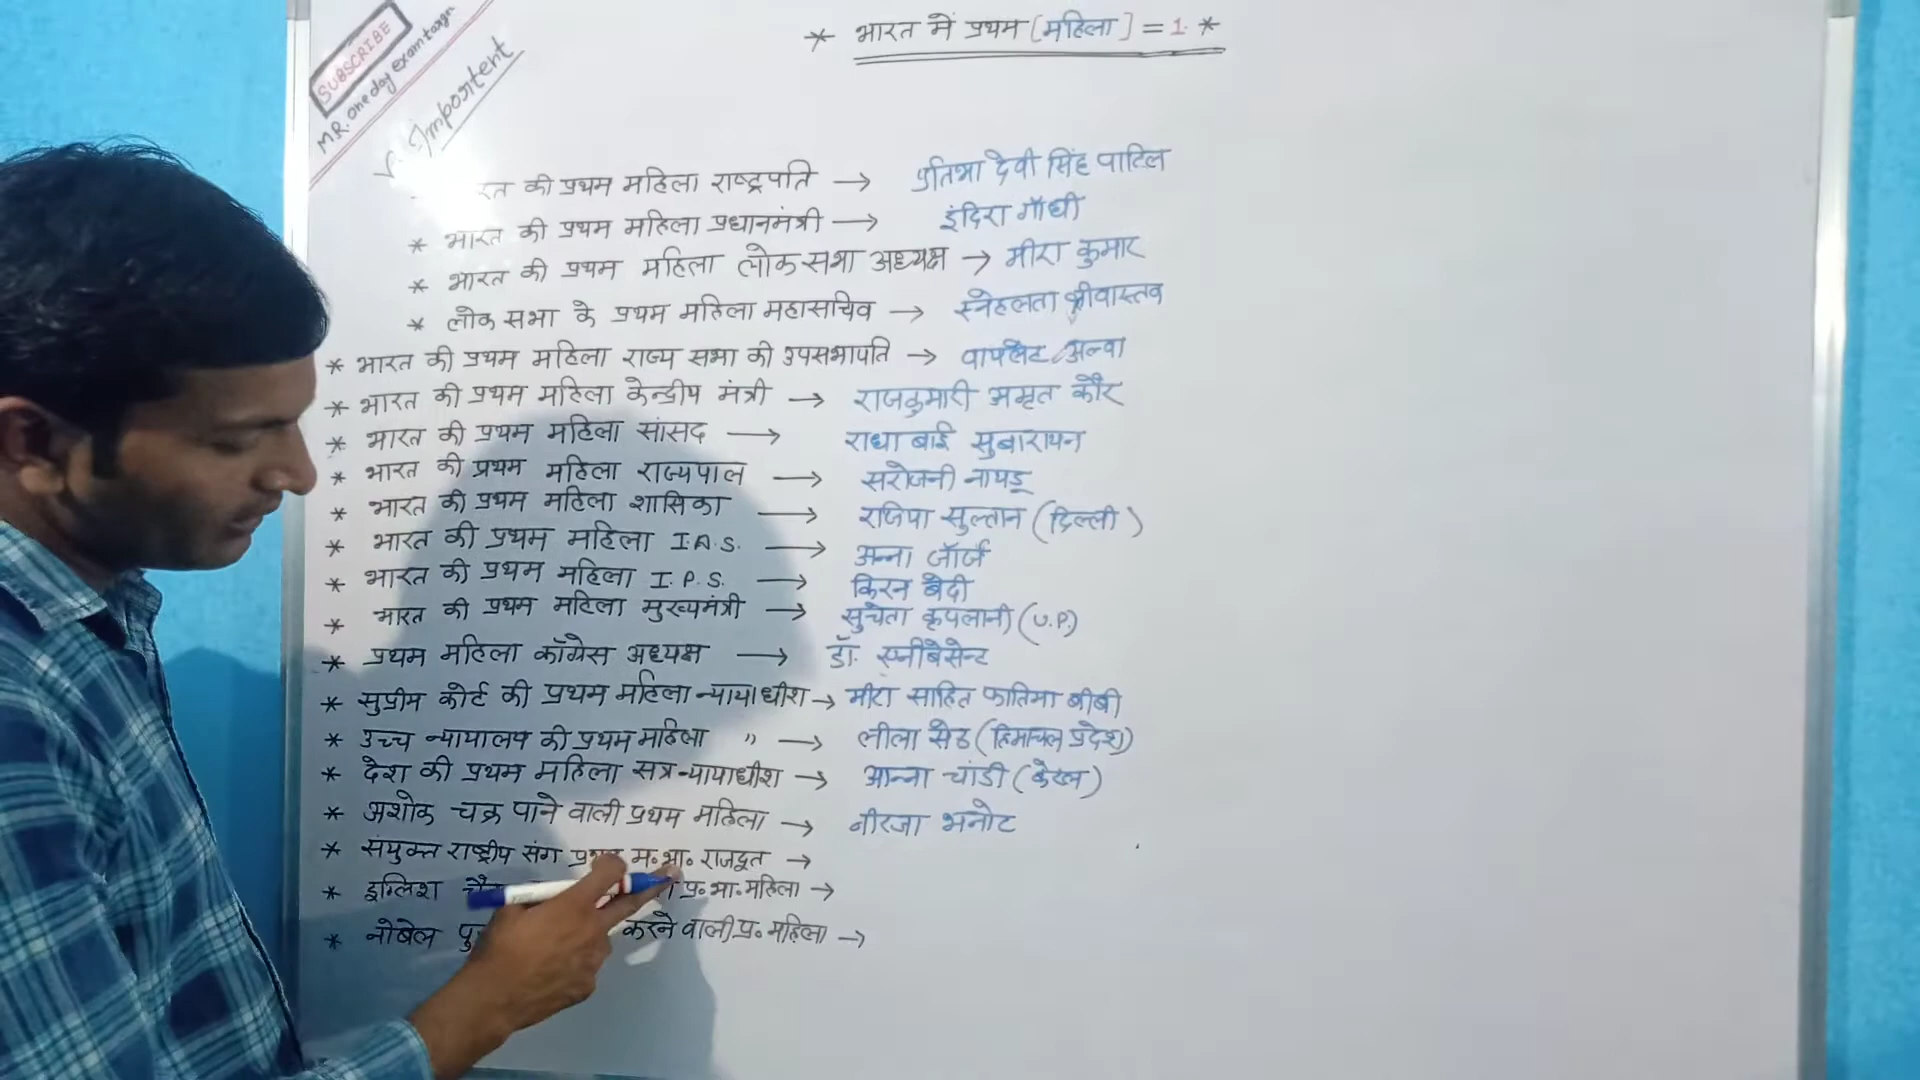 * भारत में प्रथम [महिला] = 1. *
SUBSCRIBE
M.R. one day exam target
Impostent
रत की प्रथम महिला राष्ट्रपति → प्रतिभा देवी सिंह पाटिल
* भारत की प्रथम महिला प्रधानमंत्री → इंदिरा गाँधी
* भारत की प्रथम महिला लोकसभा अध्यक्ष → मीरा कुमार
* लोक सभा के प्रथम महिला महासचिव → स्नेहलता श्रीवास्तव
* भारत की प्रथम महिला राज्य सभा की उपसभापति → वायलेट अल्वा
* भारत की प्रथम महिला केन्द्रीय मंत्री → राजकुमारी अमृत कौर
* भारत की प्रथम महिला सांसद → राधा बाई सुबारायन
* भारत की प्रथम महिला राज्यपाल → सरोजनी नायडू
* भारत की प्रथम महिला शासिका → रजिया सुल्तान (दिल्ली)
* भारत की प्रथम महिला I.A.S. → अन्ना जॉर्ज
* भारत की प्रथम महिला I.P.S. → किरन बेदी
* भारत की प्रथम महिला मुख्यमंत्री → सुचेता कृपलानी (U.P.)
* प्रथम महिला काँग्रेस अध्यक्ष → डॉ. एनीबेसेन्ट
* सुप्रीम कोर्ट की प्रथम महिला न्यायाधीश → मीरा साहित फातिमा बीबी
* उच्च न्यायालय की प्रथम महिला " → लीला सेठ (हिमाचल प्रदेश)
* देश की प्रथम महिला सत्र न्यायाधीश → आन्ना चांडी (केरल)
* अशोक चक्र पाने वाली प्रथम महिला → नीरजा भनोट
* संयुक्त राष्ट्रीय संग प्रथम म॰भा॰ राजदूत →
* इंग्लिश प्र॰भा॰महिला →
* नोबेल करने वाली प्र॰ महिला →